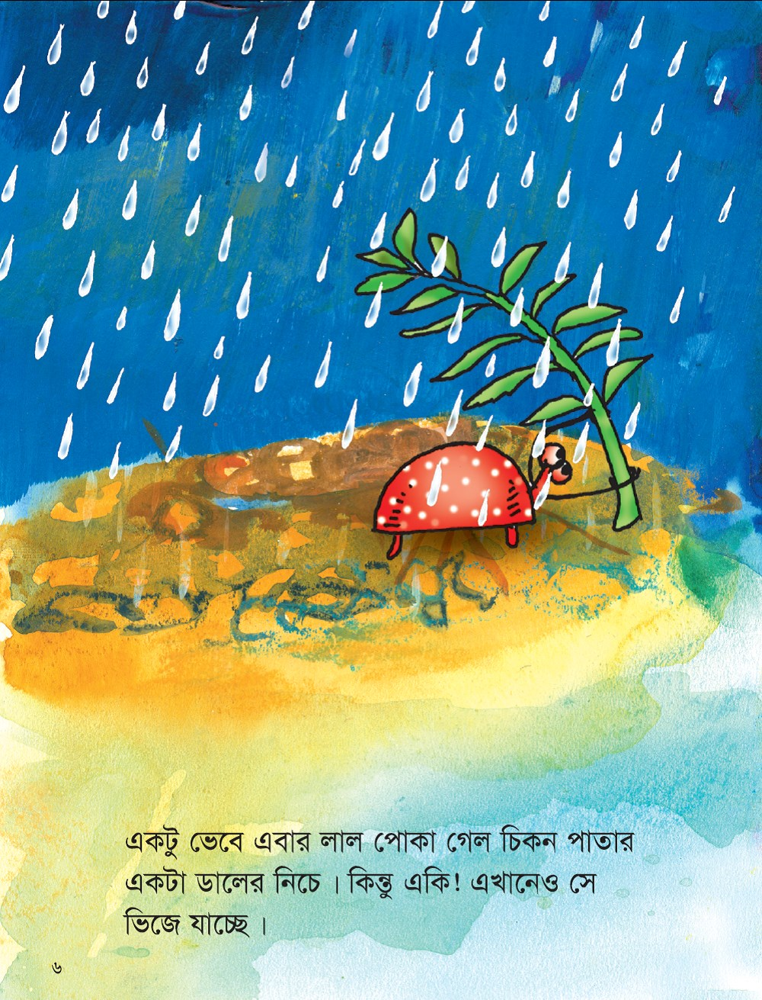 একটু ভেবে এবার লাল পোকা গেল চিকন পাতার
একটা ডালের নিচে । কিন্তু একি! এখানেও সে
ভিজে যাচ্ছে ।
৬